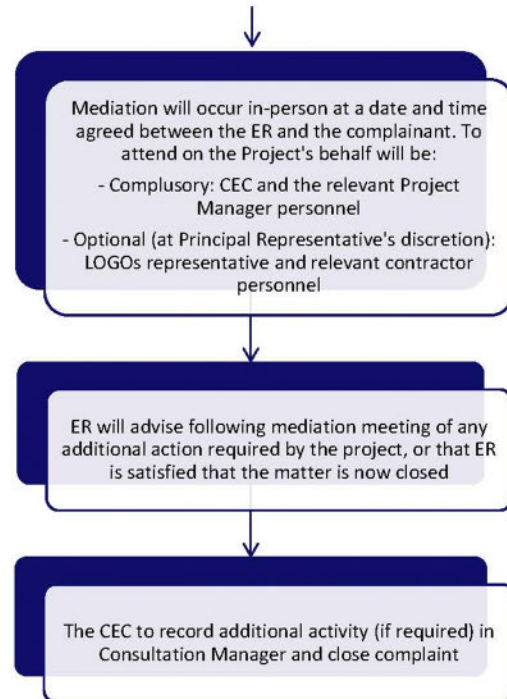 Mediation will occur in-person at a date and time
agreed between the ER and the complainant. To
attend on the Project's behalf will be:
- Complusory: CEC and the relevant Project
Manager personnel
- Optional (at Principal Representative's discretion):
LOGOs representative and relevant contractor
personnel
ER will advise following mediation meeting of any
additional action required by the project, or that ER
is satisfied that the matter is now closed
The CEC to record additional activity (if required) in
Consultation Manager and close complaint